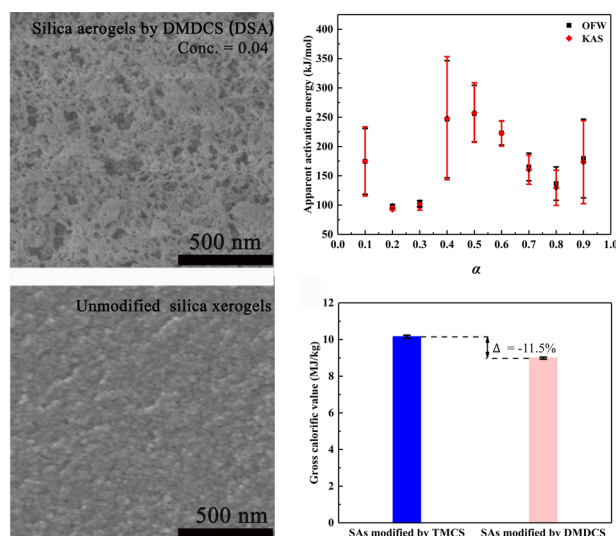 Silica aerogels by DMDCS (DSA)
Conc. = 0.04
500 nm
Unmodified silica xerogels
500 nm
Apparent activation energy (kJ/mol)
400
350
300
250
200
150
100
50
OFW
KAS
0.0 0.1 0.2 0.3 0.4 0.5 0.6 0.7 0.8 0.9 1.0
α
Gross calorific value (MJ/kg)
12
10
8
6
4
2
0
Δ = -11.5%
SAs modified by TMCS SAs modified by DMDCS